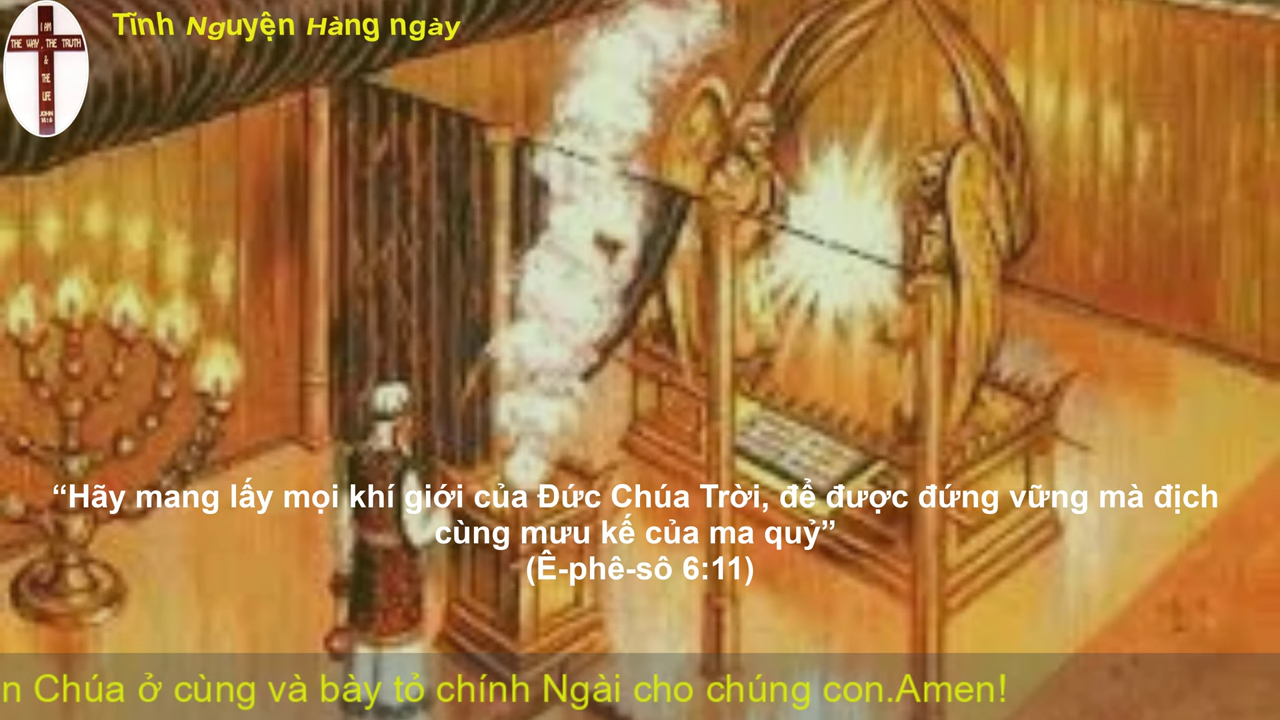 I AM
THE WAY, THE TRUTH
&
THE
LIFE
JOHN
Tĩnh Nguyện Hàng ngày
“Hãy mang lấy mọi khí giới của Đức Chúa Trời, để được đứng vững mà địch
cùng mưu kế của ma quỷ”
(Ê-phê-sô 6:11)
n Chúa ở cùng và bày tỏ chính Ngài cho chúng con.Amen!